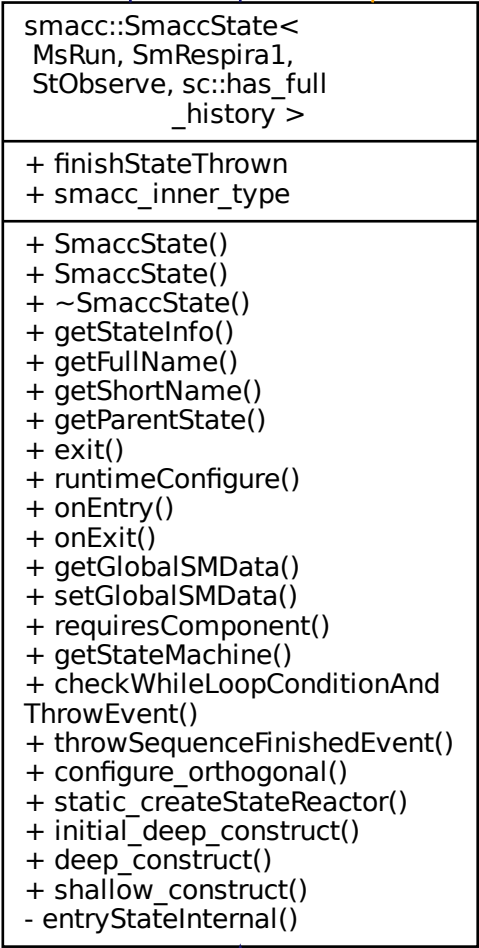 smacc::SmaccState<
MsRun, SmRespira1,
StObserve, sc::has_full
_history >
+ finishStateThrown
+ smacc_inner_type
+ SmaccState()
+ SmaccState()
+ ~SmaccState()
+ getStateInfo()
+ getFullName()
+ getShortName()
+ getParentState()
+ exit()
+ runtimeConfigure()
+ onEntry()
+ onExit()
+ getGlobalSMData()
+ setGlobalSMData()
+ requiresComponent()
+ getStateMachine()
+ checkWhileLoopConditionAnd
ThrowEvent()
+ throwSequenceFinishedEvent()
+ configure_orthogonal()
+ static_createStateReactor()
+ initial_deep_construct()
+ deep_construct()
+ shallow_construct()
- entryStateInternal()